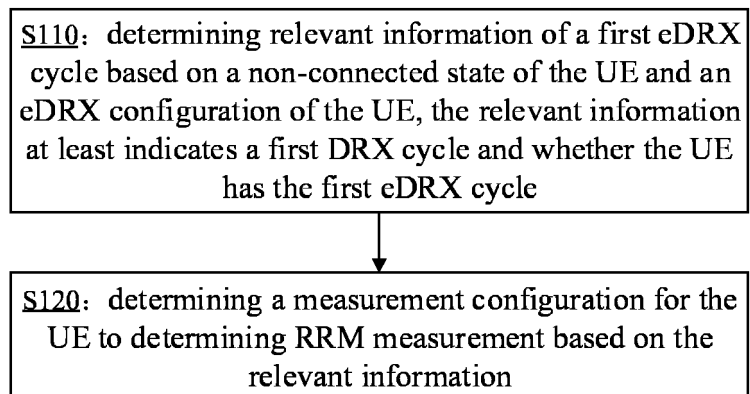 S110：determining relevant information of a first eDRX
cycle based on a non-connected state of the UE and an
eDRX configuration of the UE, the relevant information
at least indicates a first DRX cycle and whether the UE
has the first eDRX cycle
S120：determining a measurement configuration for the
UE to determining RRM measurement based on the
relevant information